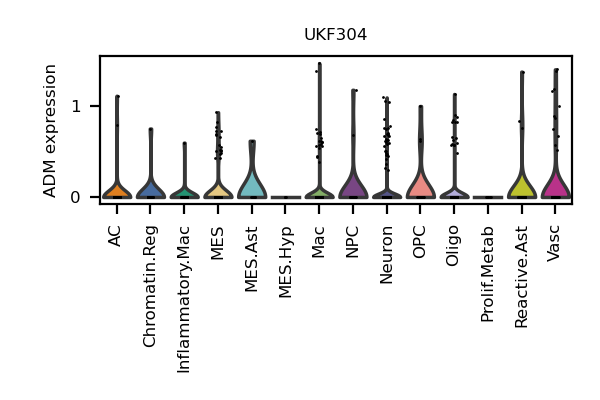 UKF304
ADM expression
1
0
AC
Chromatin.Reg
Inflammatory.Mac
MES
MES.Ast
MES.Hyp
Mac
NPC
Neuron
OPC
Oligo
Prolif.Metab
Reactive.Ast
Vasc